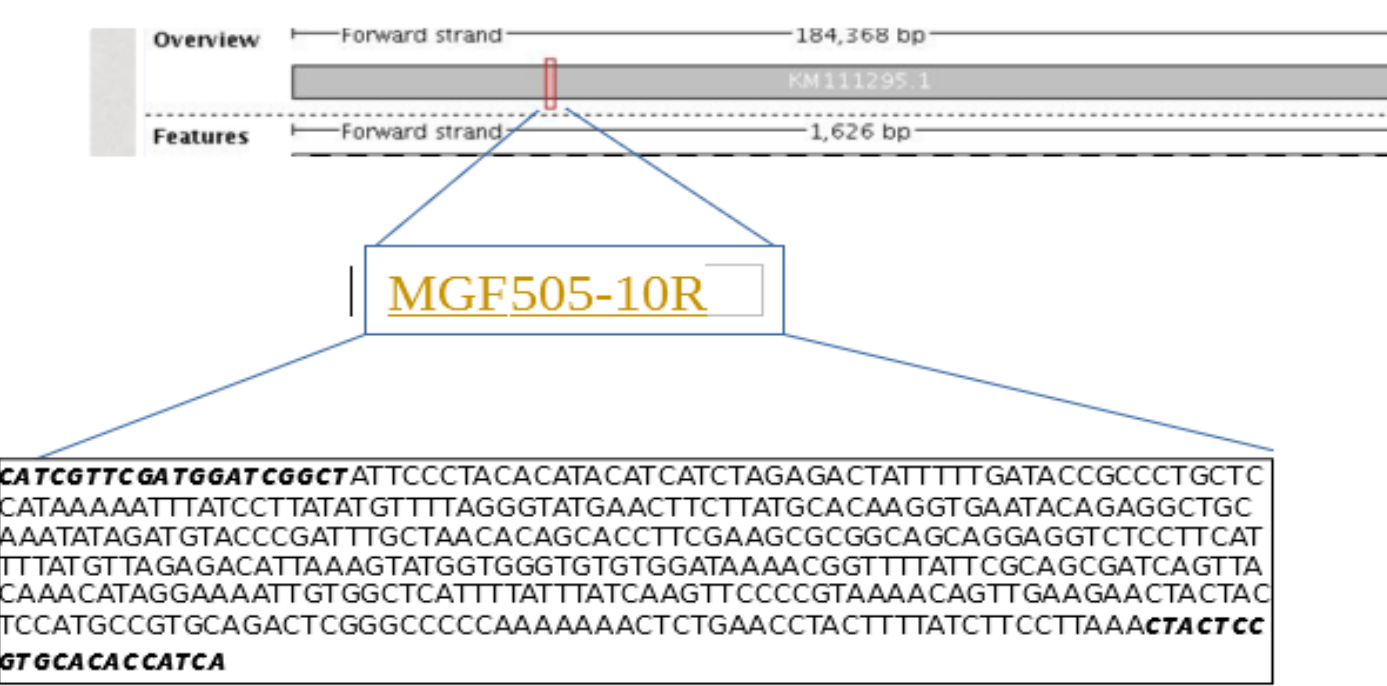 Overview Forward strand 184,368 bp
KM111295.1
Features Forward strand 1,626 bp
MGF505-10R
CATCGTTCGATGGATCGGCTATTCCCTACACATACATCATCTAGAGACTATTTTTGATACCGCCCTGCTC
CATAAAAATTTATCCTTATATGTTTTAGGGTATGAACTTCTTATGCACAAGGTGAATACAGAGGCTGC
AAATATAGATGTACCCGATTTGCTAACACAGCACCTTCGAAGCGCGGCAGCAGGAGGTCTCCTTCAT
TTTATGTTAGAGACATTAAAGTATGGTGGGTGTGTGGATAAAACGGTTTTATTCGCAGCGATCAGTTA
CAAACATAGGAAAATTGTGGCTCATTTTATTTATCAAGTTCCCCGTAAAACAGTTGAAGAACTACTAC
TCCATGCCGTGCAGACTCGGGCCCCCAAAAAAACTCTGAACCTACTTTTATCTTCCTTAAACTACTCC
GTGCACACCATCA